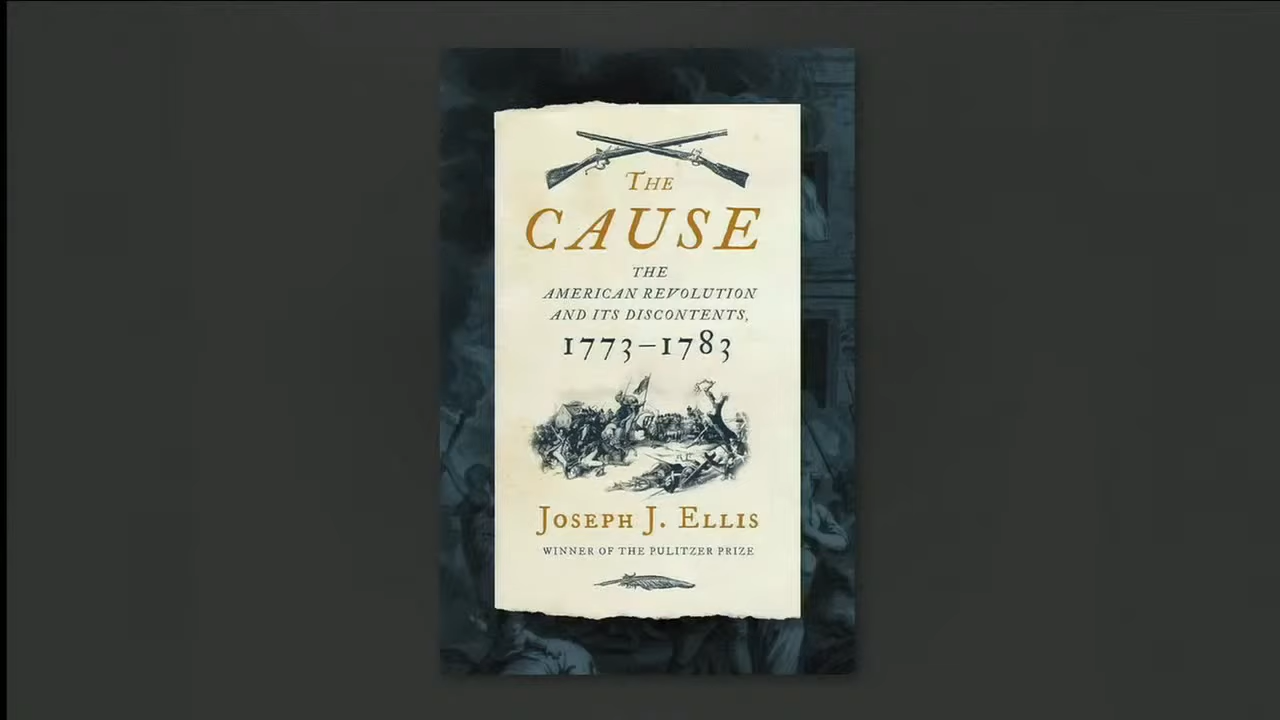 THE
CAUSE
THE
AMERICAN REVOLUTION
AND ITS DISCONTENTS,
1773–1783
JOSEPH J. ELLIS
WINNER OF THE PULITZER PRIZE